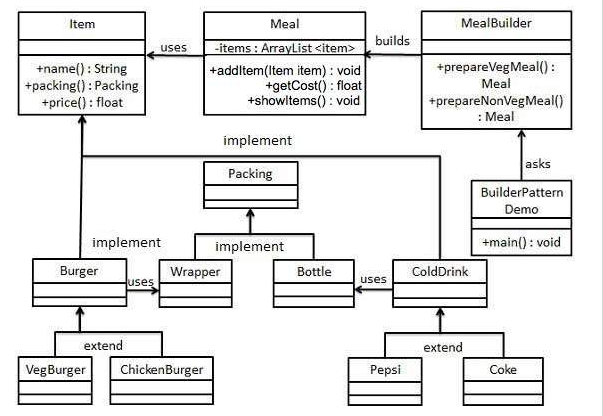 Item
+name() : String
+packing() : Packing
+price() : float
uses
Meal
-items : ArrayList <item>
+addItem(Item item) : void
+getCost() : float
+showItems() : void
builds
MealBuilder
+prepareVegMeal() :
Meal
+prepareNonVegMeal()
: Meal
implement
asks
Packing
BuilderPattern
Demo
+main() : void
implement
implement
Burger
uses
Wrapper
Bottle
uses
ColdDrink
extend
extend
VegBurger
ChickenBurger
Pepsi
Coke